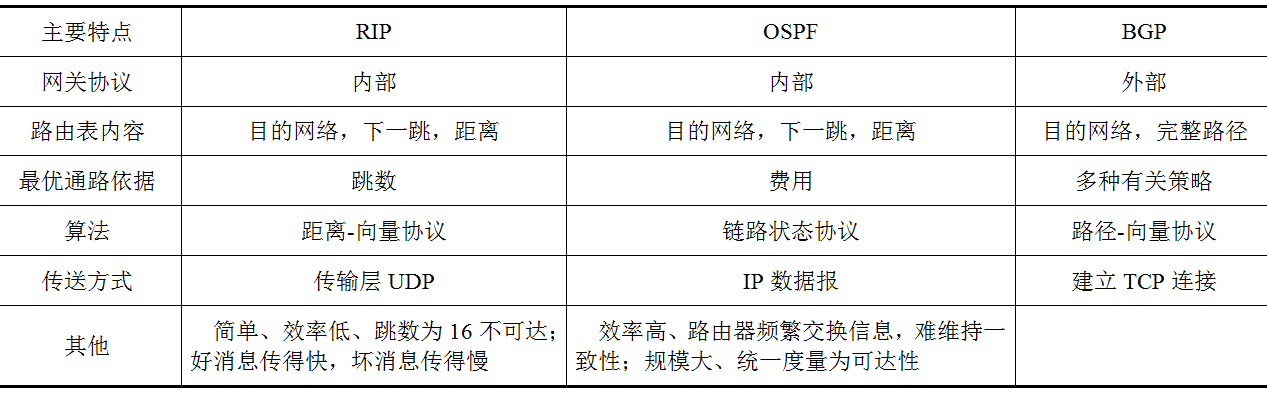 主要特点 RIP OSPF BGP
网关协议 内部 内部 外部
路由表内容 目的网络，下一跳，距离 目的网络，下一跳，距离 目的网络，完整路径
最优通路依据 跳数 费用 多种有关策略
算法 距离-向量协议 链路状态协议 路径-向量协议
传送方式 传输层 UDP IP 数据报 建立 TCP 连接
其他
简单、效率低、跳数为 16 不可达；
好消息传得快，坏消息传得慢
效率高、路由器频繁交换信息，难维持一
致性；规模大、统一度量为可达性